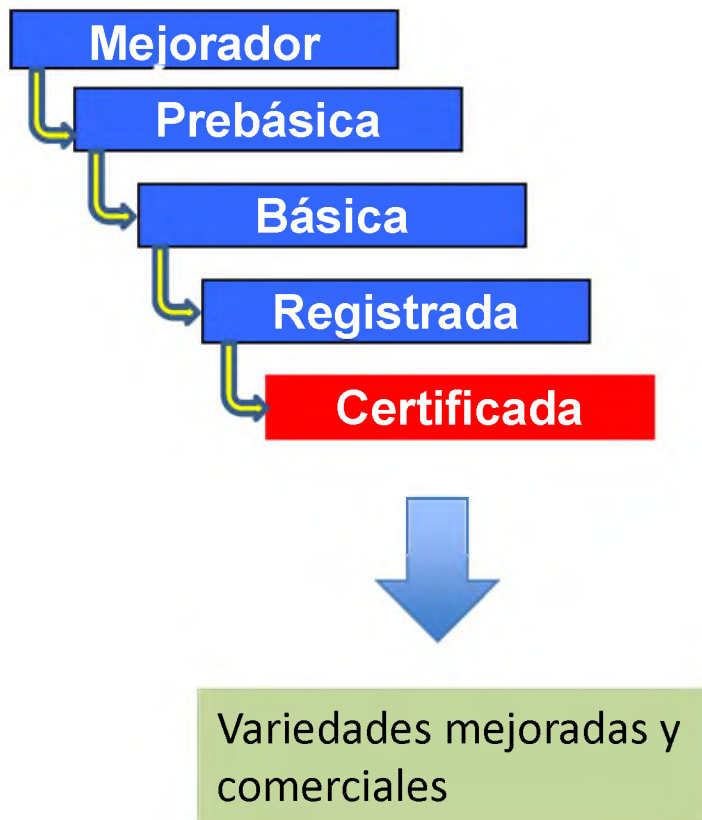 Mejorador
Prebásica
Básica
Registrada
Certificada
Variedades mejoradas y
comerciales